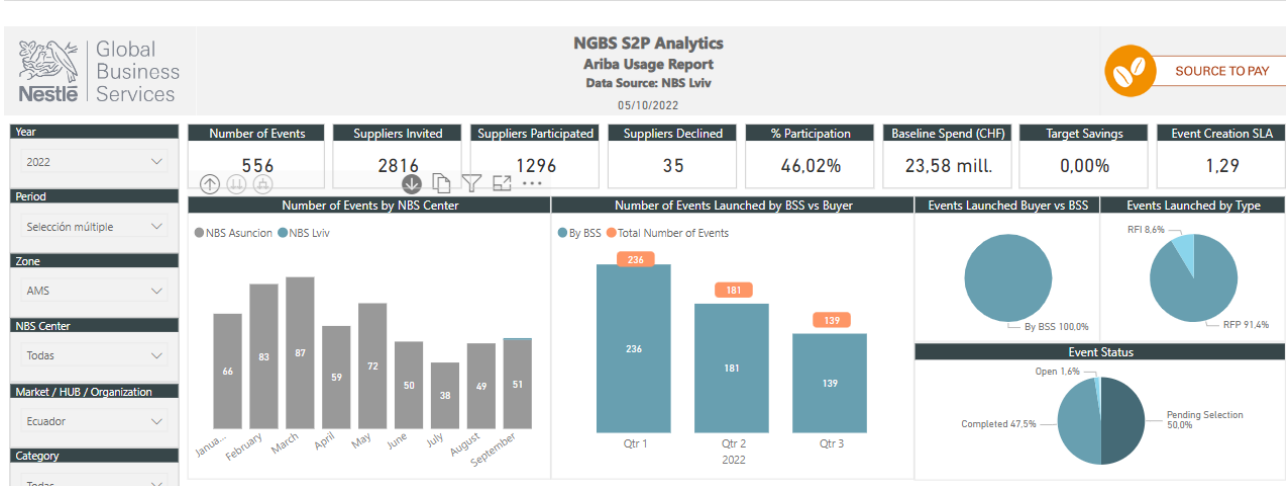 Nestlé
Global
Business
Services
NGBS S2P Analytics
Ariba Usage Report
Data Source: NBS Lviv
05/10/2022
SOURCE TO PAY
Year
2022
Period
Selección múltiple
Zone
AMS
NBS Center
Todas
Market / HUB / Organization
Ecuador
Category
Todas
Number of Events
556
Suppliers Invited
2816
Suppliers Participated
1296
Suppliers Declined
35
% Participation
46,02%
Baseline Spend (CHF)
23,58 mill.
Target Savings
0,00%
Event Creation SLA
1,29
Number of Events by NBS Center
NBS Asuncion NBS Lviv
66 83 87 59 72 50 38 49 51
Janua... February March April May June July August September
Number of Events Launched by BSS vs Buyer
By BSS Total Number of Events
236 181 139
236 181 139
Qtr 1 Qtr 2 Qtr 3
2022
Events Launched Buyer vs BSS
By BSS 100,0%
Events Launched by Type
RFI 8,6%
RFP 91,4%
Event Status
Open 1,6%
Completed 47,5%
Pending Selection
50,0%